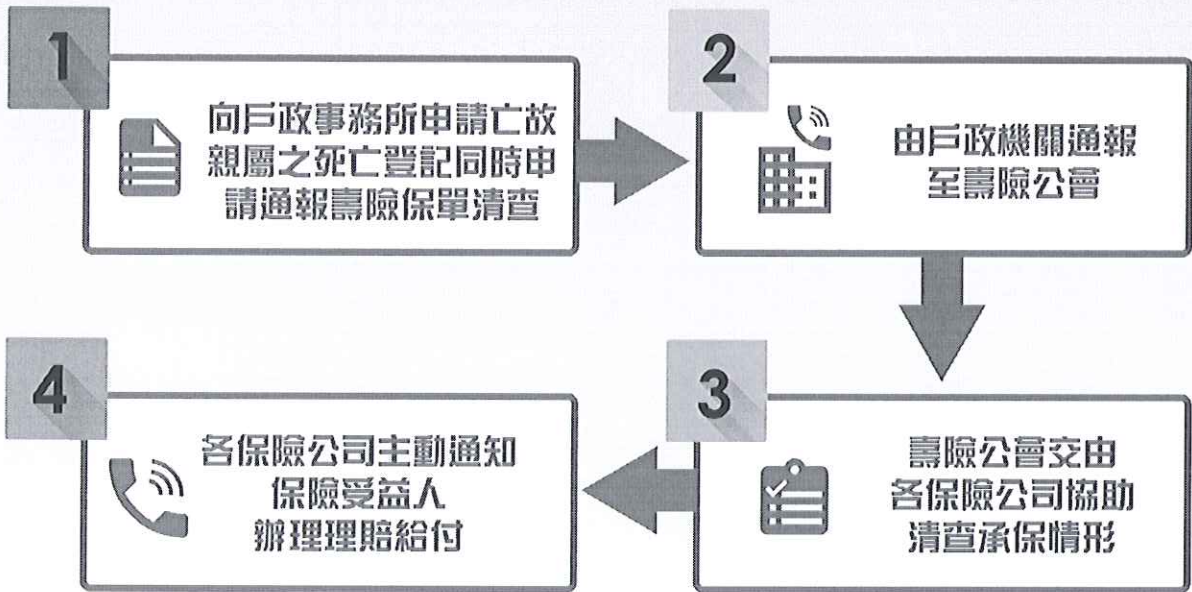 1
向戶政事務所申請亡故
親屬之死亡登記同時申
請通報壽險保單清查
2
由戶政機關通報
至壽險公會
3
壽險公會交由
各保險公司協助
清查承保情形
4
各保險公司主動通知
保險受益人
辦理理賠給付